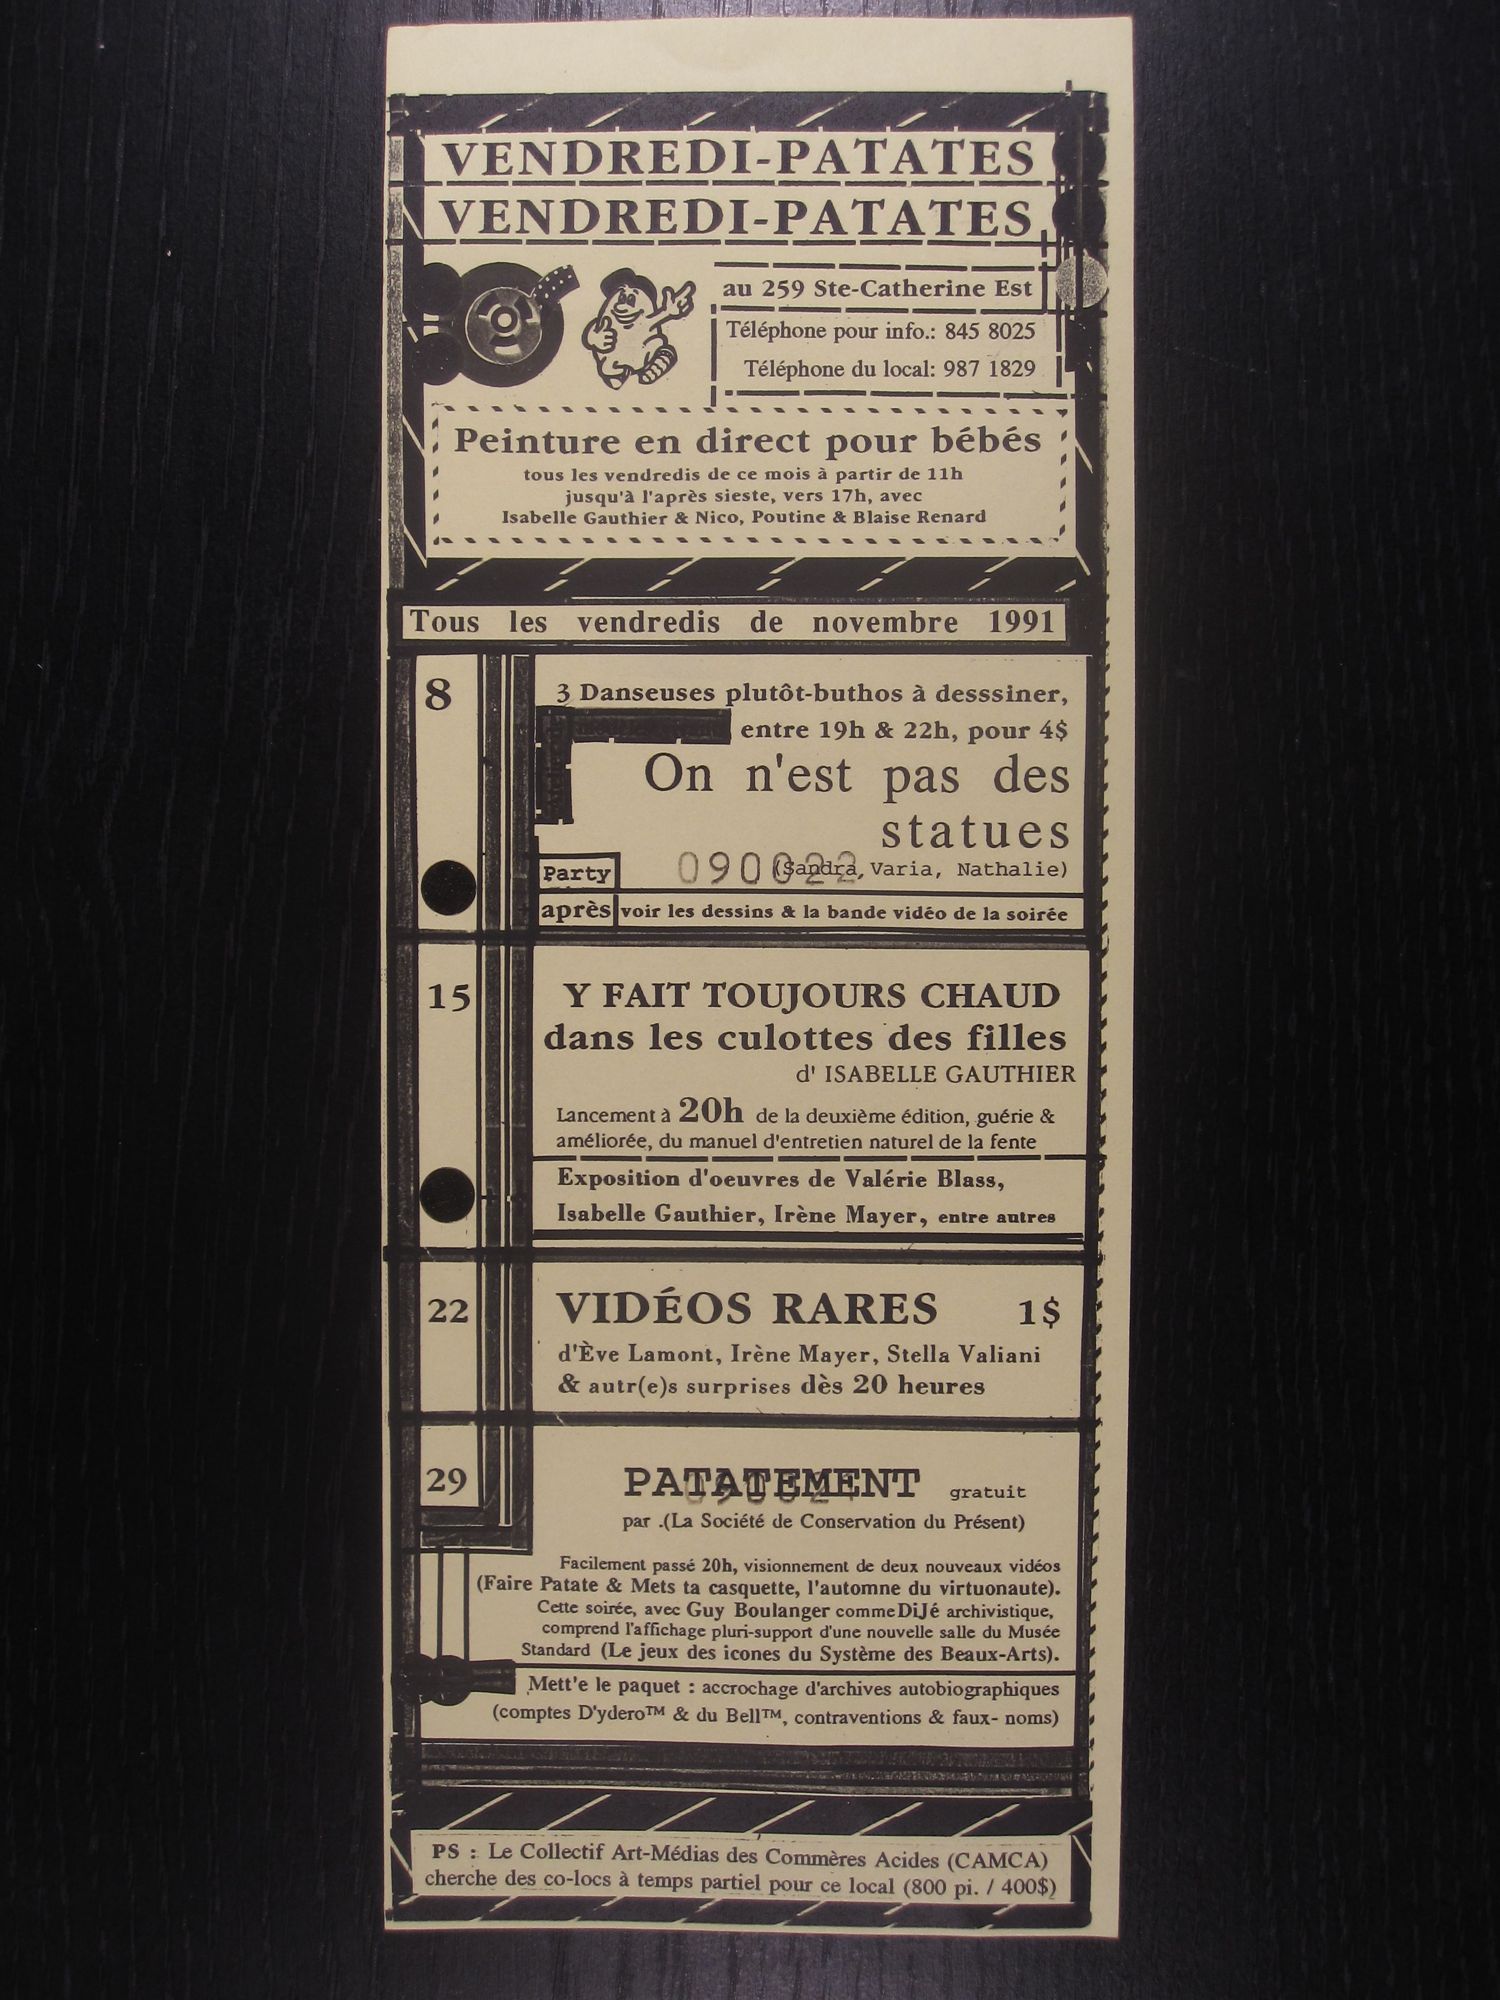 VENDREDI-PATATES
VENDREDI-PATATES
au 259 Ste-Catherine Est
Téléphone pour info.: 845 8025
Téléphone du local: 987 1829
Peinture en direct pour bébés
tous les vendredis de ce mois à partir de 11h
jusqu'à l'après sieste, vers 17h, avec
Isabelle Gauthier & Nico, Poutine & Blaise Renard
Tous les vendredis de novembre 1991
8
3 Danseuses plutôt-buthos à desssiner,
entre 19h & 22h, pour 4$
On n'est pas des
statues
090022
(Sandra, Varia, Nathalie)
Party
après voir les dessins & la bande vidéo de la soirée
15
Y FAIT TOUJOURS CHAUD
dans les culottes des filles
d' ISABELLE GAUTHIER
Lancement à 20h de la deuxième édition, guérie &
améliorée, du manuel d'entretien naturel de la fente
Exposition d'oeuvres de Valérie Blass,
Isabelle Gauthier, Irène Mayer, entre autres
22
VIDÉOS RARES 1$
d'Ève Lamont, Irène Mayer, Stella Valiani
& autr(e)s surprises dès 20 heures
29
PATATEMENT gratuit
par .(La Société de Conservation du Présent)
Facilement passé 20h, visionnement de deux nouveaux vidéos
(Faire Patate & Mets ta casquette, l'automne du virtuonaute).
Cette soirée, avec Guy Boulanger comme DiJé archivistique,
comprend l'affichage pluri-support d'une nouvelle salle du Musée
Standard (Le jeux des icones du Système des Beaux-Arts).
Mett'e le paquet : accrochage d'archives autobiographiques
(comptes D'ydero™ & du Bell™, contraventions & faux- noms)
PS : Le Collectif Art-Médias des Commères Acides (CAMCA)
cherche des co-locs à temps partiel pour ce local (800 pi. / 400$)